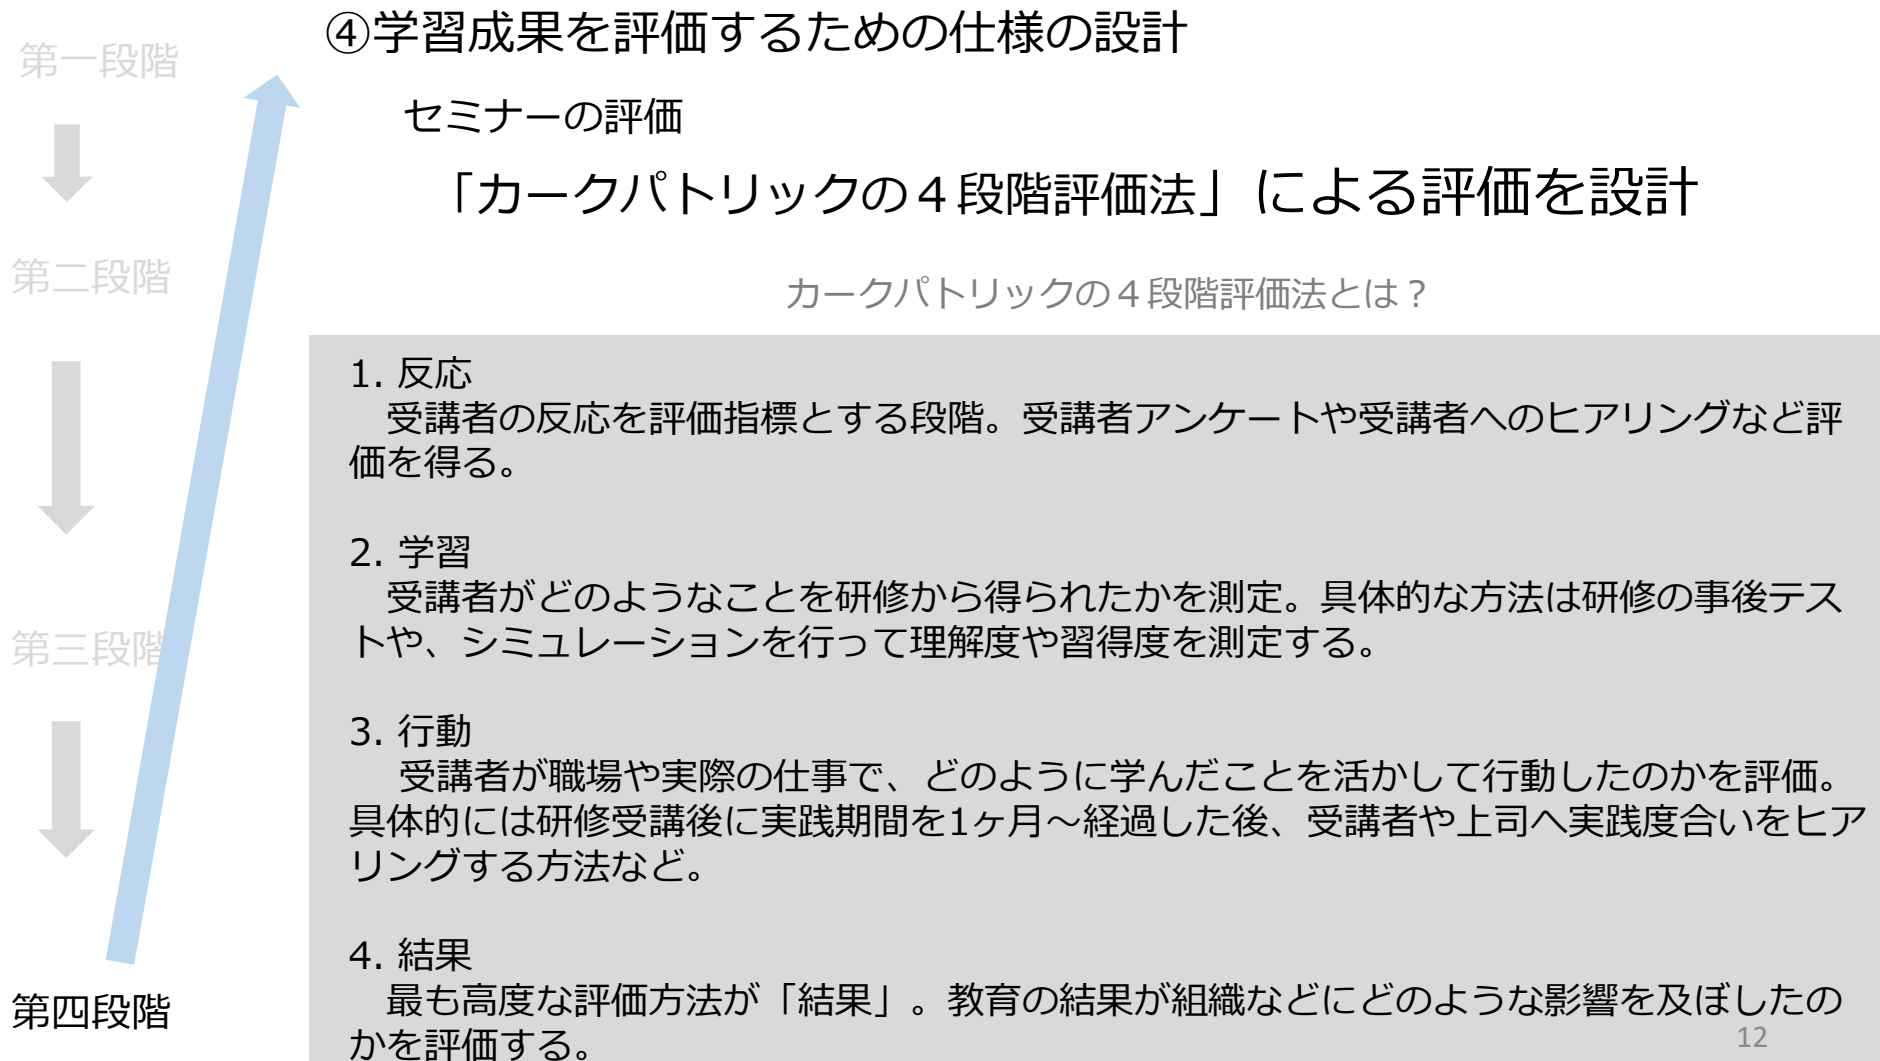 ④学習成果を評価するための仕様の設計
第一段階
セミナーの評価
「カークパトリックの４段階評価法」による評価を設計
第二段階
カークパトリックの４段階評価法とは？
1. 反応
受講者の反応を評価指標とする段階。受講者アンケートや受講者へのヒアリングなど評
価を得る。
2. 学習
受講者がどのようなことを研修から得られたかを測定。具体的な方法は研修の事後テス
トや、シミュレーションを行って理解度や習得度を測定する。
第三段階
3. 行動
受講者が職場や実際の仕事で、どのように学んだことを活かして行動したのかを評価。
具体的には研修受講後に実践期間を1ヶ月～経過した後、受講者や上司へ実践度合いをヒア
リングする方法など。
4. 結果
最も高度な評価方法が「結果」。教育の結果が組織などにどのような影響を及ぼしたの
かを評価する。
第四段階
12